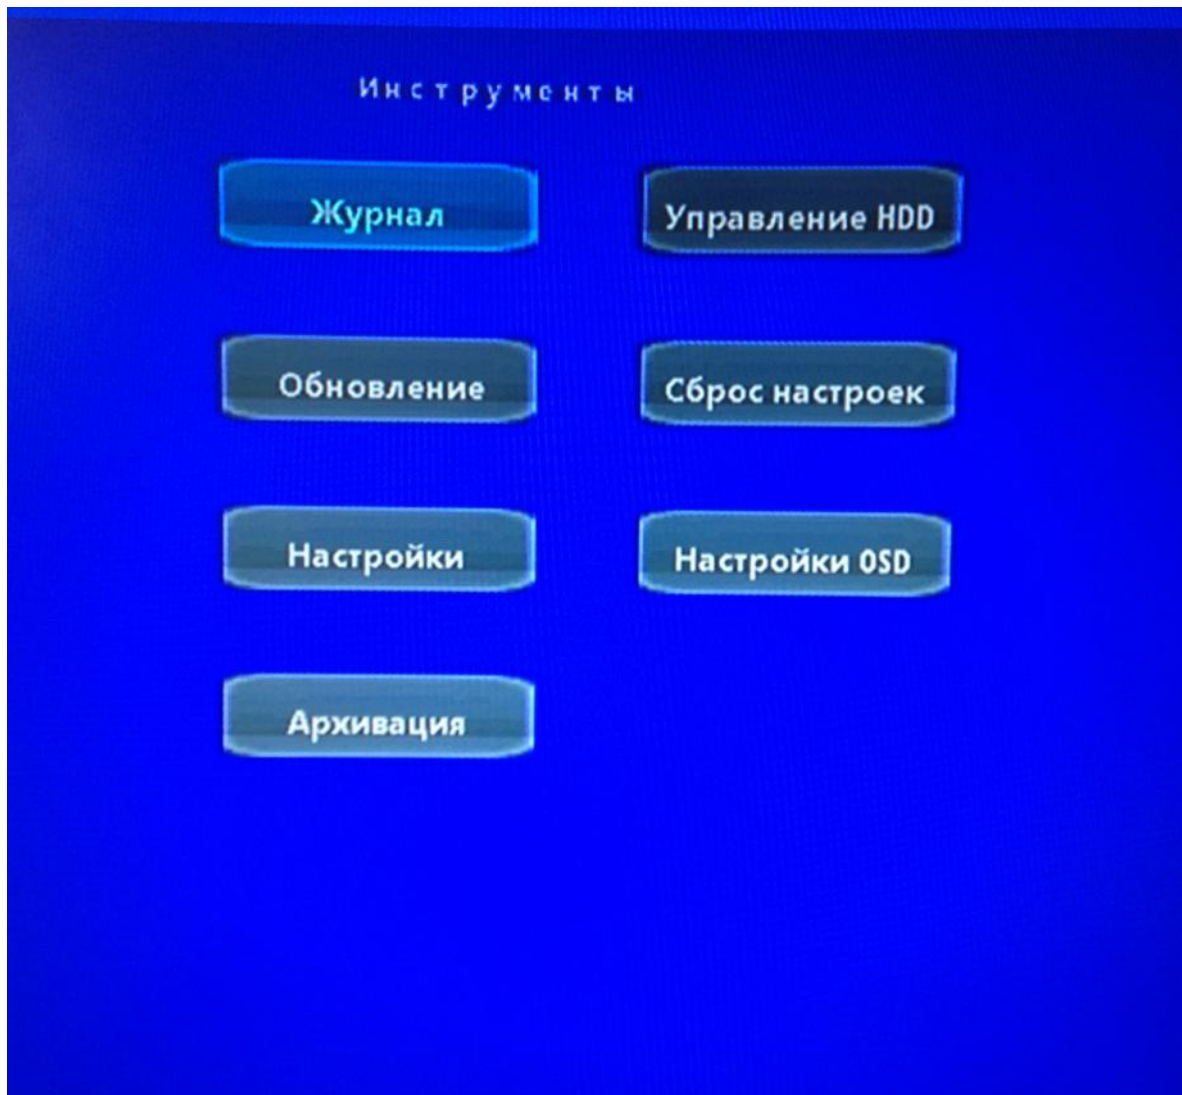 Инструменты
Журнал
Управление HDD
Обновление
Сброс настроек
Настройки
Настройки OSD
Архивация